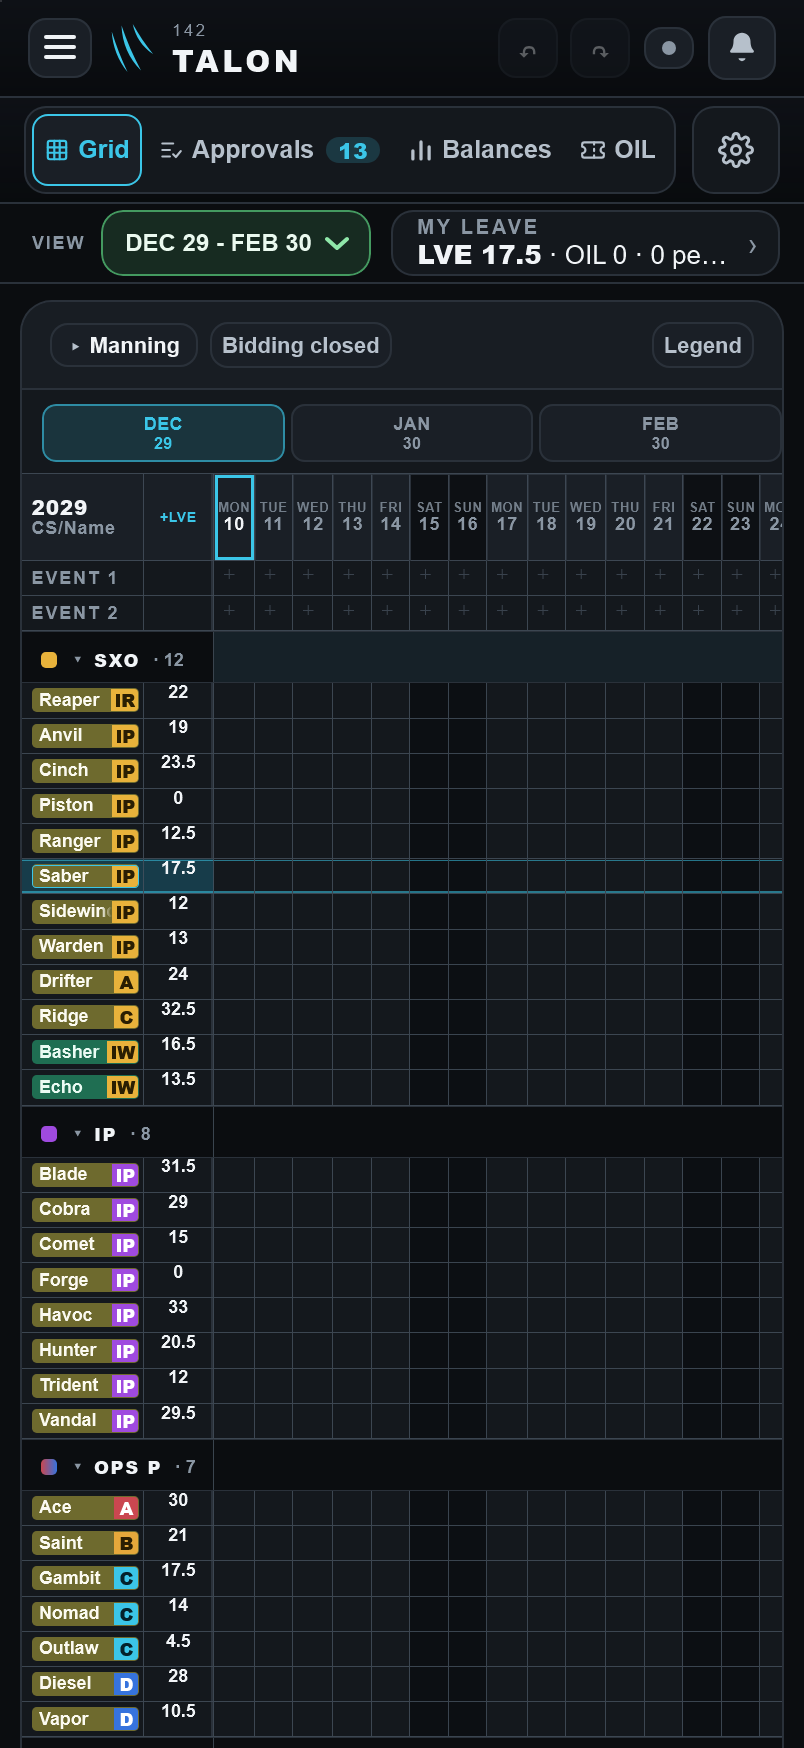 142
TALON
Grid
Approvals 13
Balances
OIL
VIEW
DEC 29 - FEB 30
MY LEAVE
LVE 17.5 · OIL 0 · 0 pe…
Manning
Bidding closed
Legend
DEC
29
JAN
30
FEB
30
2029
CS/Name
+LVE
MON TUE WED THU FRI SAT SUN MON TUE WED THU FRI SAT SUN
10 11 12 13 14 15 16 17 18 19 20 21 22 23
EVENT 1 + + + + + + + + + + + + + + +
EVENT 2 + + + + + + + + + + + + + + +
SXO · 12
Reaper IR 22
Anvil IP 19
Cinch IP 23.5
Piston IP 0
Ranger IP 12.5
Saber IP 17.5
Sidewin IP 12
Warden IP 13
Drifter A 24
Ridge C 32.5
Basher IW 16.5
Echo IW 13.5
IP · 8
Blade IP 31.5
Cobra IP 29
Comet IP 15
Forge IP 0
Havoc IP 33
Hunter IP 20.5
Trident IP 12
Vandal IP 29.5
OPS P · 7
Ace A 30
Saint B 21
Gambit C 17.5
Nomad C 14
Outlaw C 4.5
Diesel D 28
Vapor D 10.5